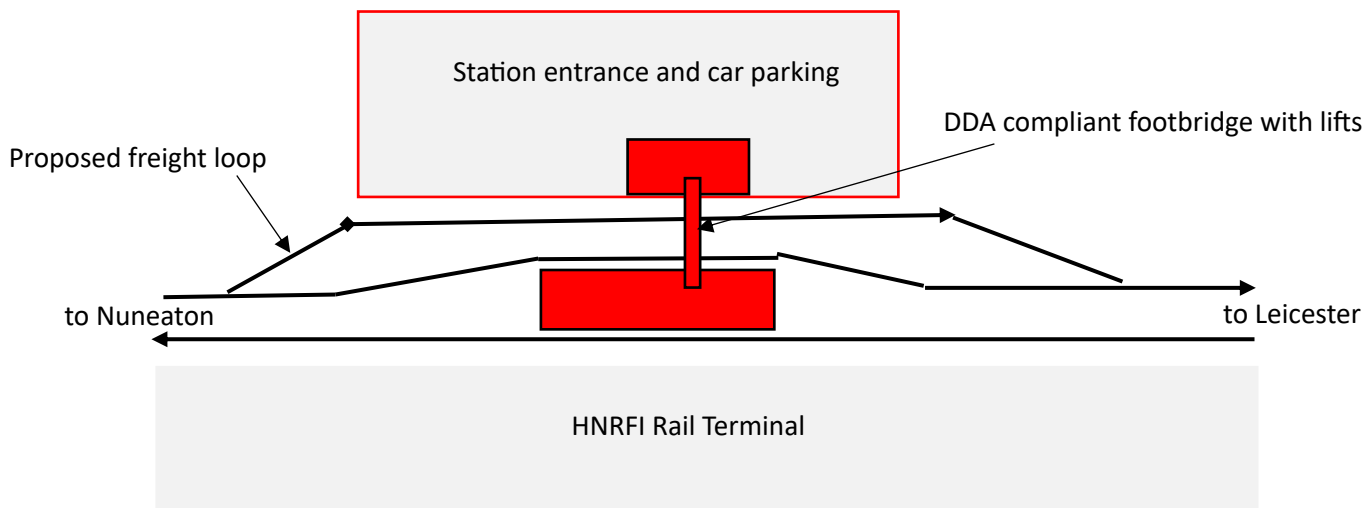 Station entrance and car parking
DDA compliant footbridge with lifts
Proposed freight loop
to Nuneaton
to Leicester
HNRFI Rail Terminal